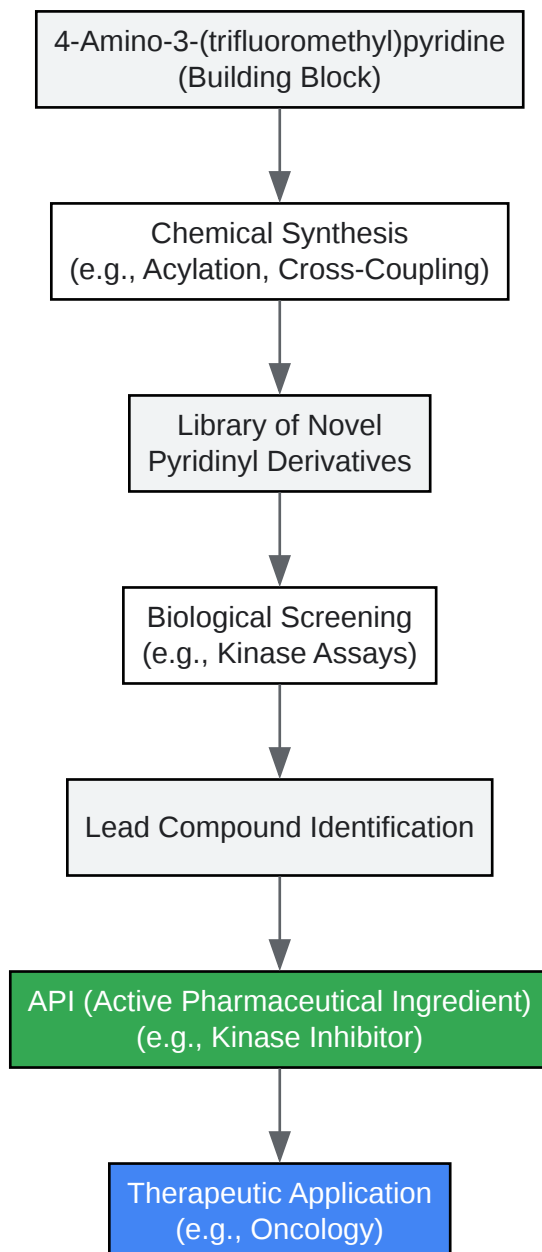 4-Amino-3-(trifluoromethyl)pyridine
(Building Block)
Chemical Synthesis
(e.g., Acylation, Cross-Coupling)
Library of Novel
Pyridinyl Derivatives
Biological Screening
(e.g., Kinase Assays)
Lead Compound Identification
API (Active Pharmaceutical Ingredient)
(e.g., Kinase Inhibitor)
Therapeutic Application
(e.g., Oncology)